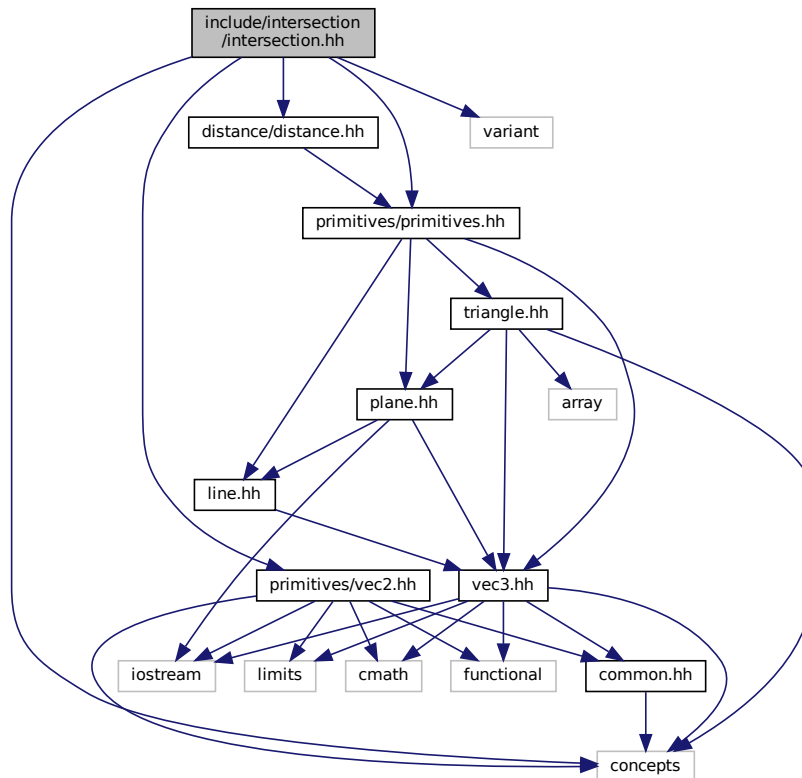 include/intersection
/intersection.hh
distance/distance.hh
variant
primitives/primitives.hh
triangle.hh
plane.hh
array
line.hh
primitives/vec2.hh
vec3.hh
iostream
limits
cmath
functional
common.hh
concepts